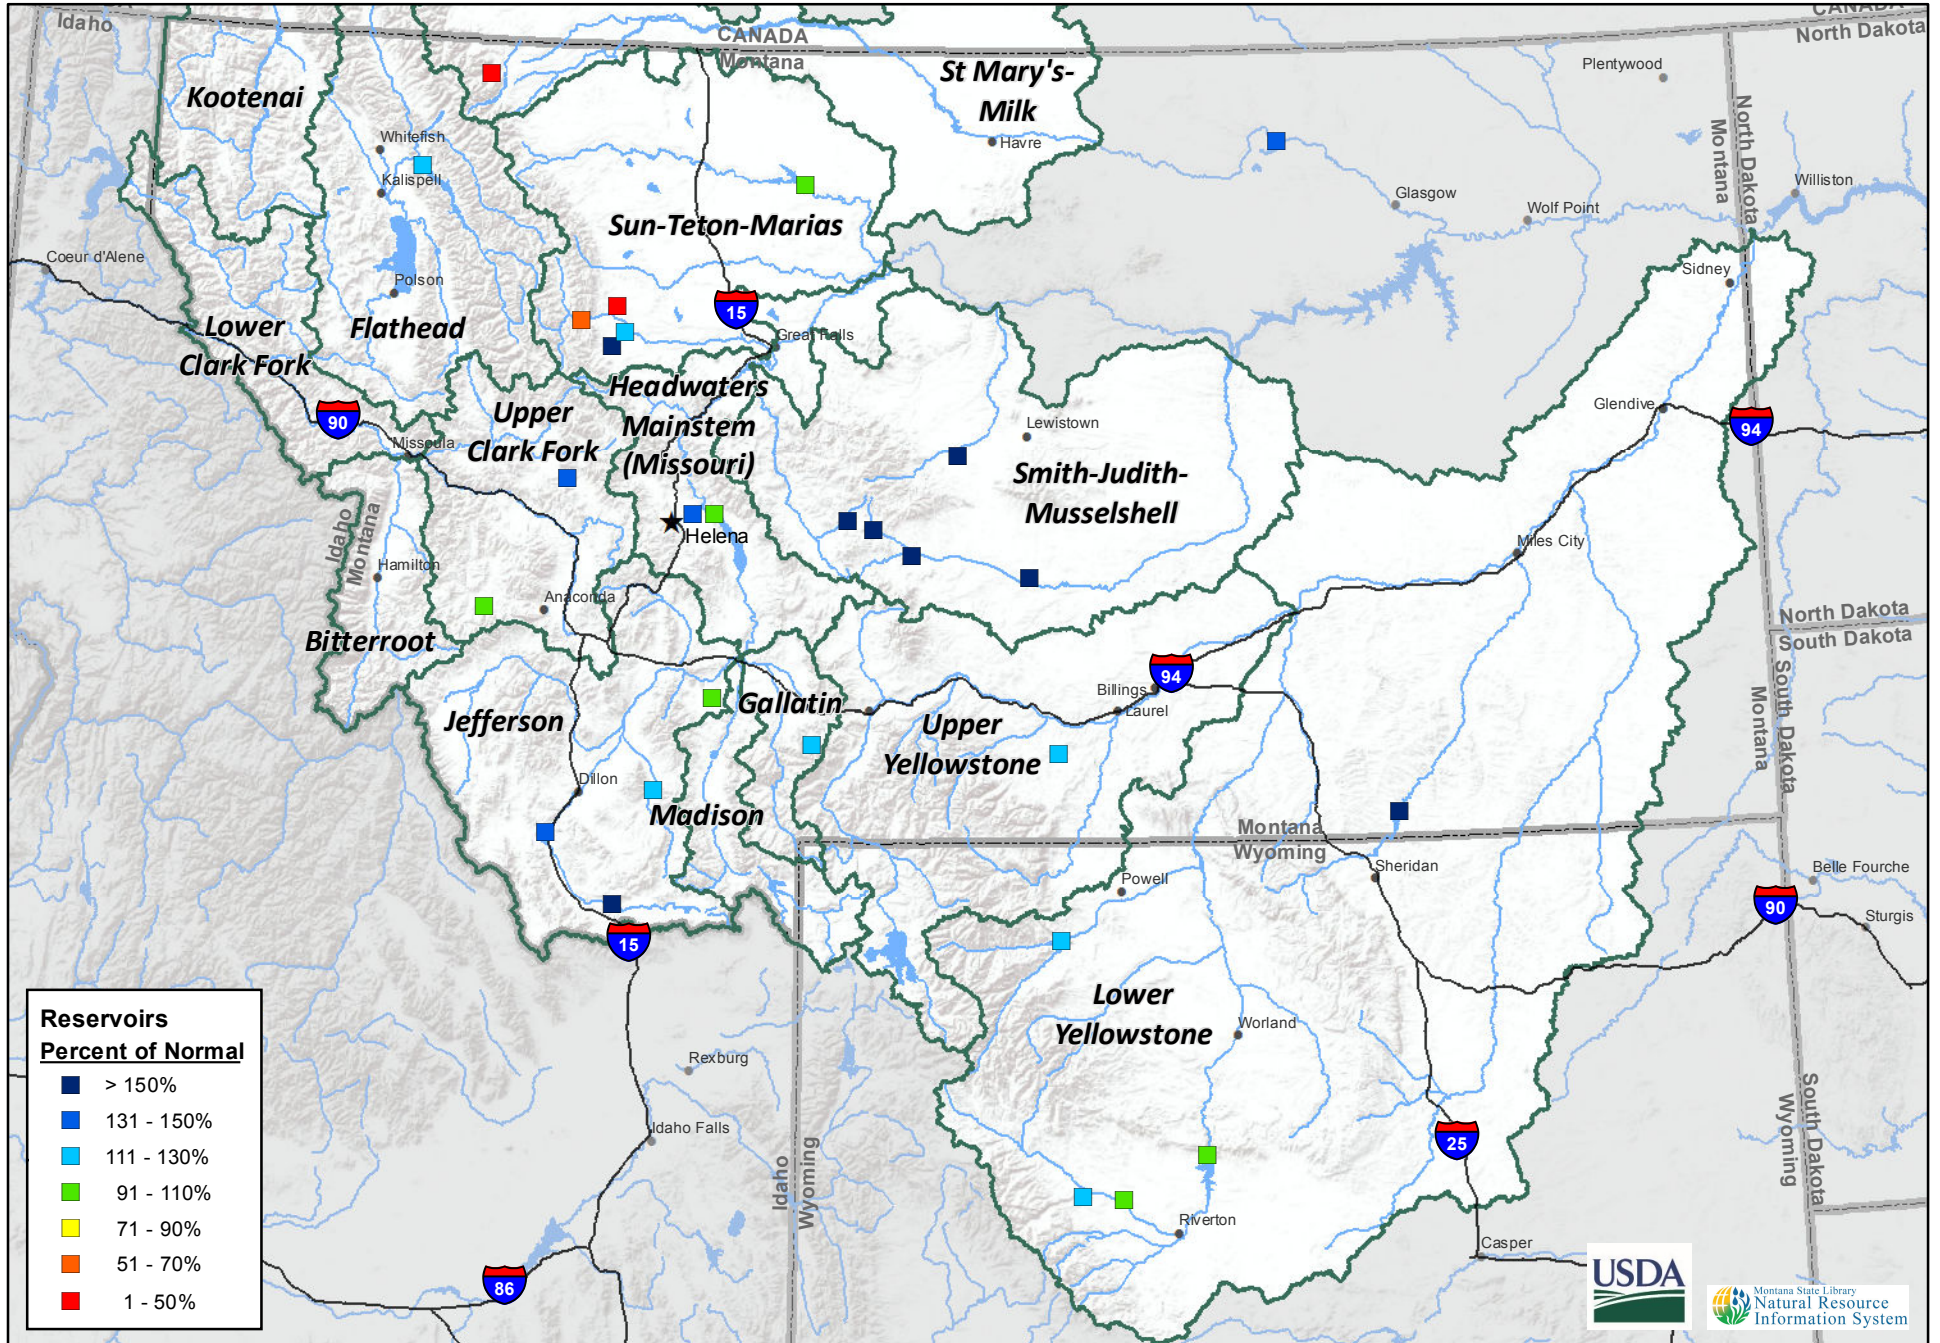 Idaho
CANADA
Montana
CANADA
North Dakota
Kootenai
St Mary's-
Milk
Plentywood
North Dakota
Montana
Whitefish
Havre
Kalispell
Glasgow
Wolf Point
Williston
Sun-Teton-Marias
Coeur d'Alene
Polson
Sidney
15
Lower
Clark Fork
Flathead
Great Falls
Headwaters
Mainstem
(Missouri)
Upper
Clark Fork
90
Missoula
Lewistown
Glendive
94
Smith-Judith-
Musselshell
Idaho
Montana
Helena
Miles City
Hamilton
Anaconda
Bitterroot
North Dakota
South Dakota
94
Billings
Laurel
South Dakota
Montana
Jefferson
Gallatin
Upper
Yellowstone
Dillon
Madison
Montana
Wyoming
Sheridan
Powell
Belle Fourche
90
Sturgis
15
Lower
Yellowstone
Worland
Rexburg
Idaho Falls
Idaho
Wyoming
25
South Dakota
Wyoming
Riverton
Casper
86
Reservoirs
Percent of Normal
> 150%
131 - 150%
111 - 130%
91 - 110%
71 - 90%
51 - 70%
1 - 50%
USDA
Montana State Library
Natural Resource
Information System